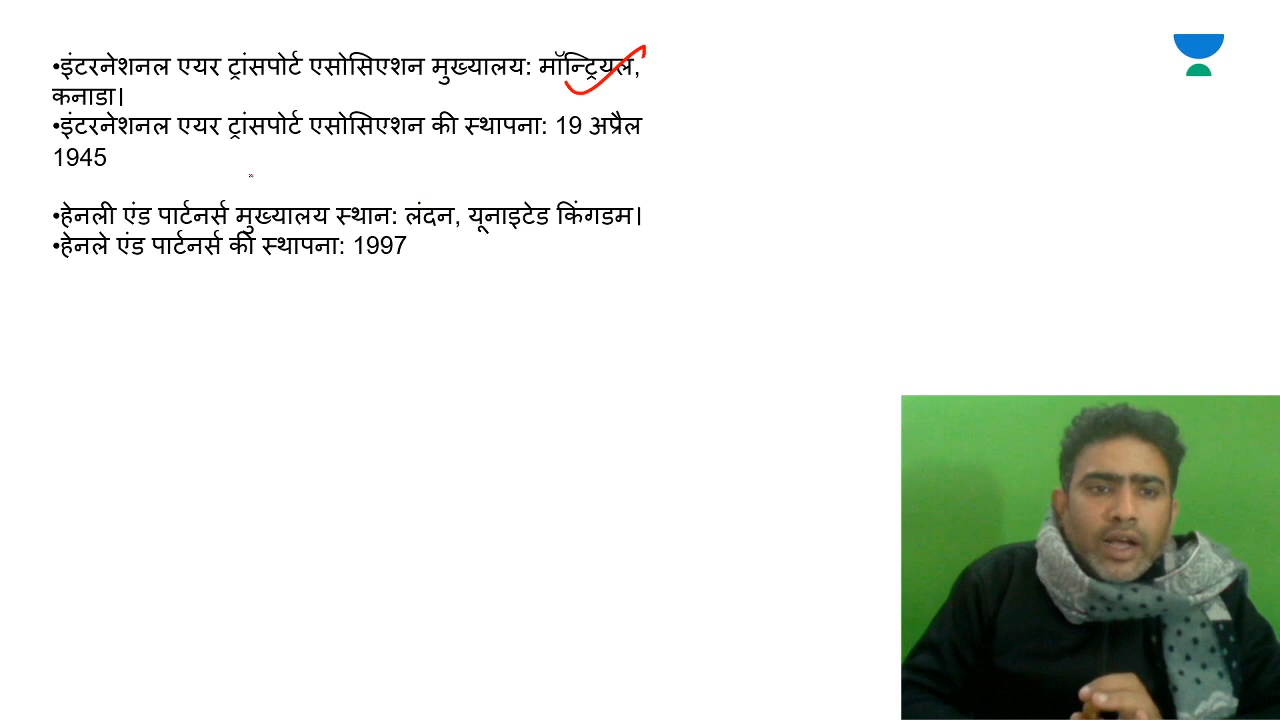 •इंटरनेशनल एयर ट्रांसपोर्ट एसोसिएशन मुख्यालय: मॉन्ट्रियल,
कनाडा।
•इंटरनेशनल एयर ट्रांसपोर्ट एसोसिएशन की स्थापना: 19 अप्रैल
1945
•हेनली एंड पार्टनर्स मुख्यालय स्थान: लंदन, यूनाइटेड किंगडम।
•हेनले एंड पार्टनर्स की स्थापना: 1997